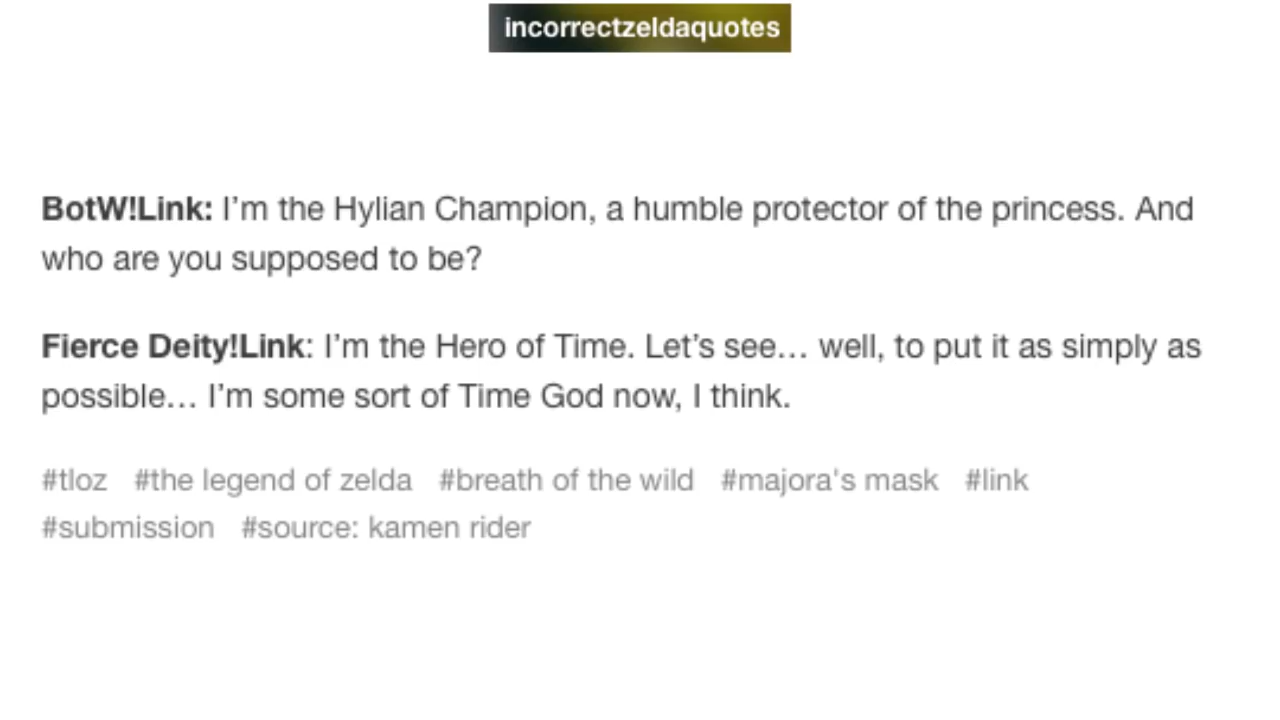 incorrectzeldaquotes
BotW!Link: I’m the Hylian Champion, a humble protector of the princess. And
who are you supposed to be?
Fierce Deity!Link: I’m the Hero of Time. Let’s see… well, to put it as simply as
possible… I’m some sort of Time God now, I think.
#tloz #the legend of zelda #breath of the wild #majora's mask #link
#submission #source: kamen rider